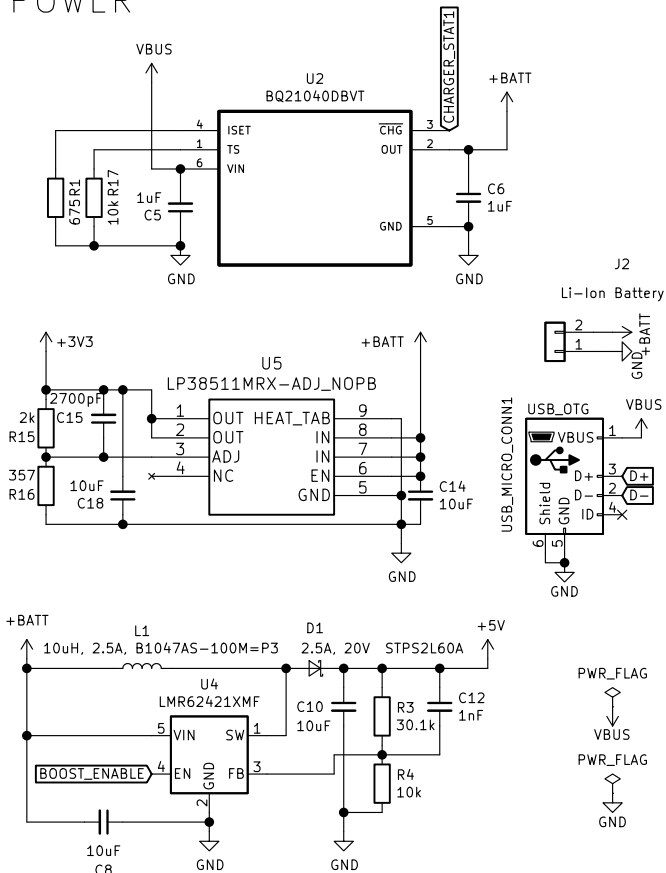 POWER
VBUS
U2
BQ21040DBVT
CHARGER_STAT1
+BATT
4 ISET
1 TS
6 VIN
CHG 3
OUT 2
GND 5
675 R1
10k R17
1uF
C5
C6
1uF
GND
GND
J2
Li-Ion Battery
2
1
+BATT
GND
+3V3
+BATT
U5
LP38511MRX-ADJ_NOPB
2700pF
C15
2k
R15
357
R16
10uF
C18
1 OUT
2 OUT
3 ADJ
4 NC
HEAT_TAB 9
IN 8
IN 7
EN 6
GND 5
C14
10uF
GND
USB_MICRO_CONN1
USB_OTG
VBUS
VBUS 1
D+ 3 D+
D- 2 D-
ID 4
Shield
GND
6
5
GND
+BATT
L1
10uH, 2.5A, B1047AS-100M=P3
D1
2.5A, 20V
STPS2L60A
+5V
U4
LMR62421XMF
5 VIN
SW 1
BOOST_ENABLE
4 EN
GND
FB 3
2
C10
10uF
R3
30.1k
C12
1nF
R4
10k
10uF
C8
GND
GND
PWR_FLAG
VBUS
PWR_FLAG
GND